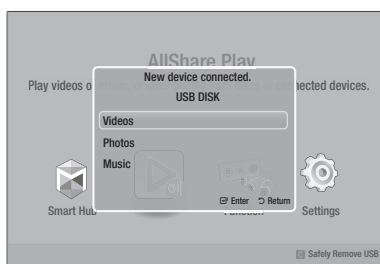 AllShare Play
New device connected.
Play videos o
nected devices.
USB DISK
Videos
Photos
Music
Enter Return
Smart Hub
Function
Settings
Safely Remove USB